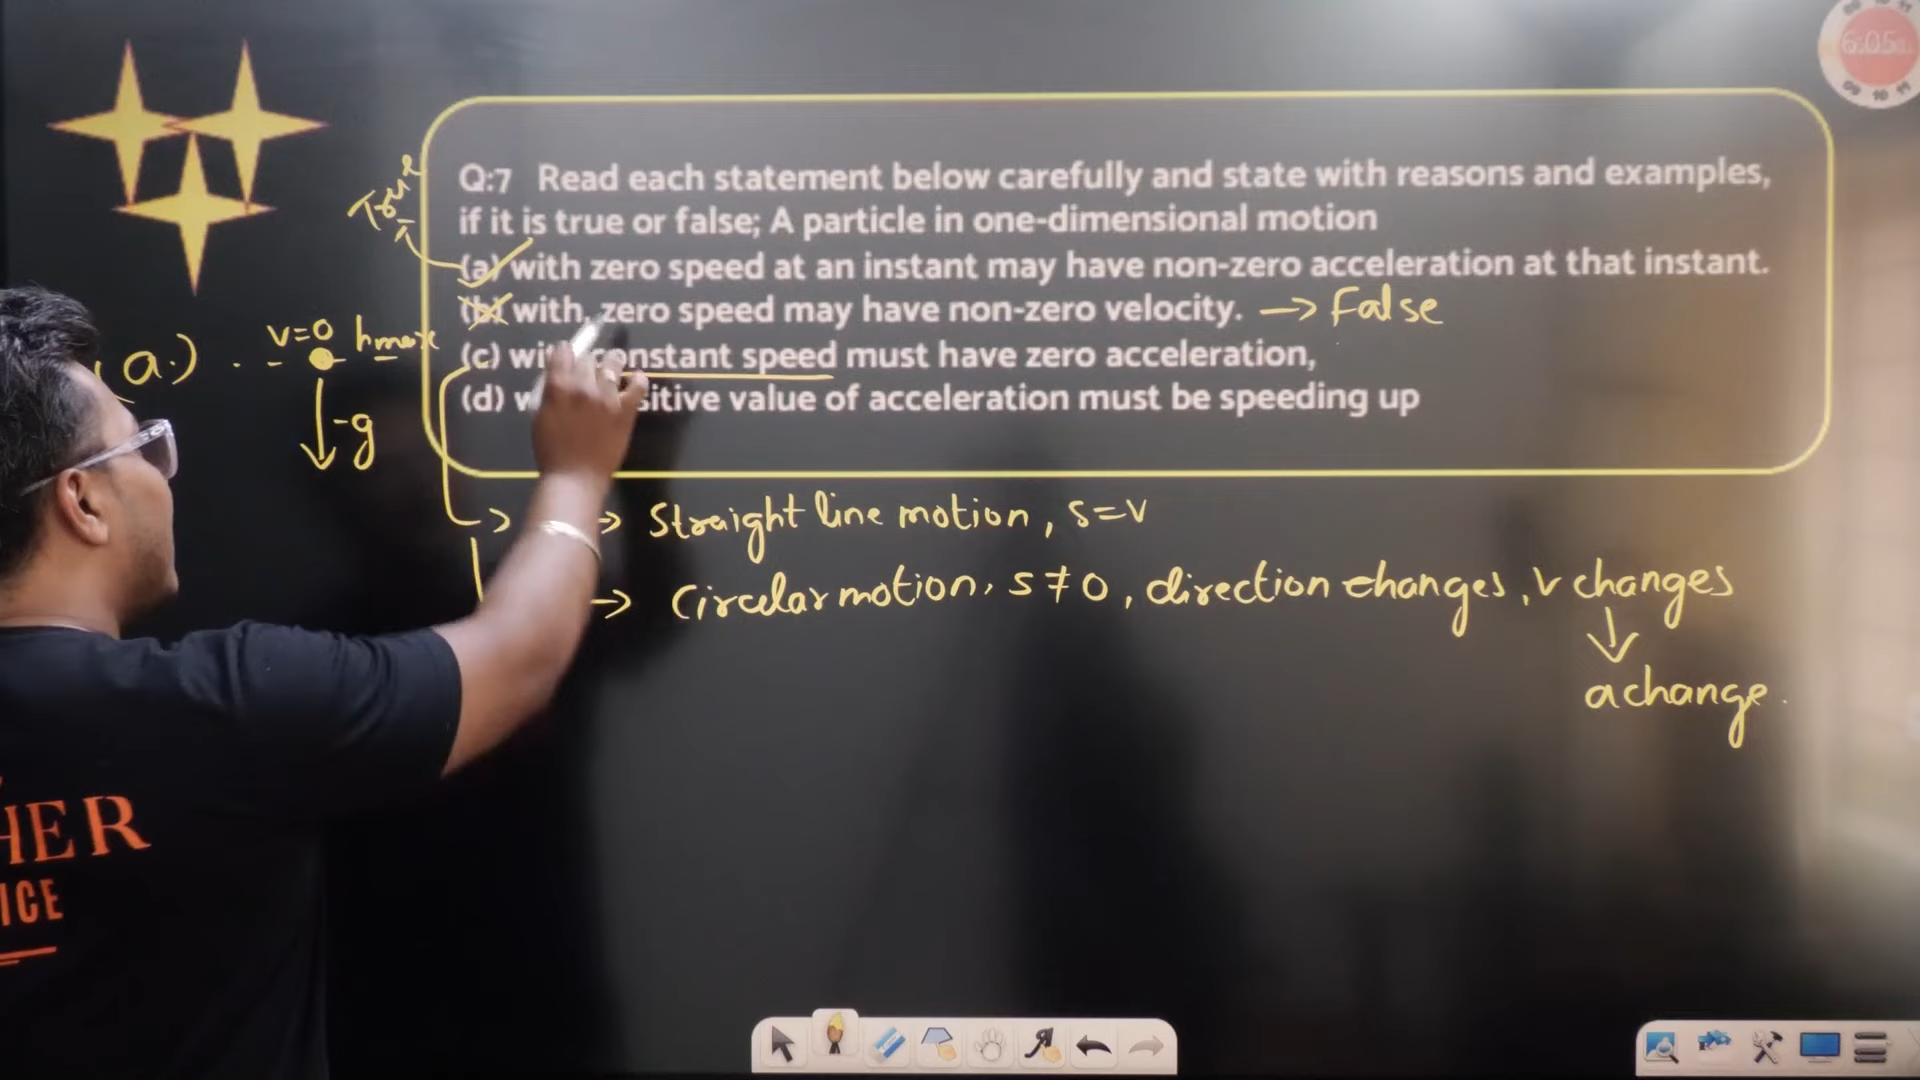 6:05
Q:7 Read each statement below carefully and state with reasons and examples,
if it is true or false; A particle in one-dimensional motion
True
(a) with zero speed at an instant may have non-zero acceleration at that instant.
(b) with, zero speed may have non-zero velocity. → False
(c) with constant speed must have zero acceleration,
(d) sitive value of acceleration must be speeding up
(a.) v=0 hmax
-g
→ Straight line motion, s=v
→ Circular motion, s≠0, direction changes, v changes
a change.
HER
ICE